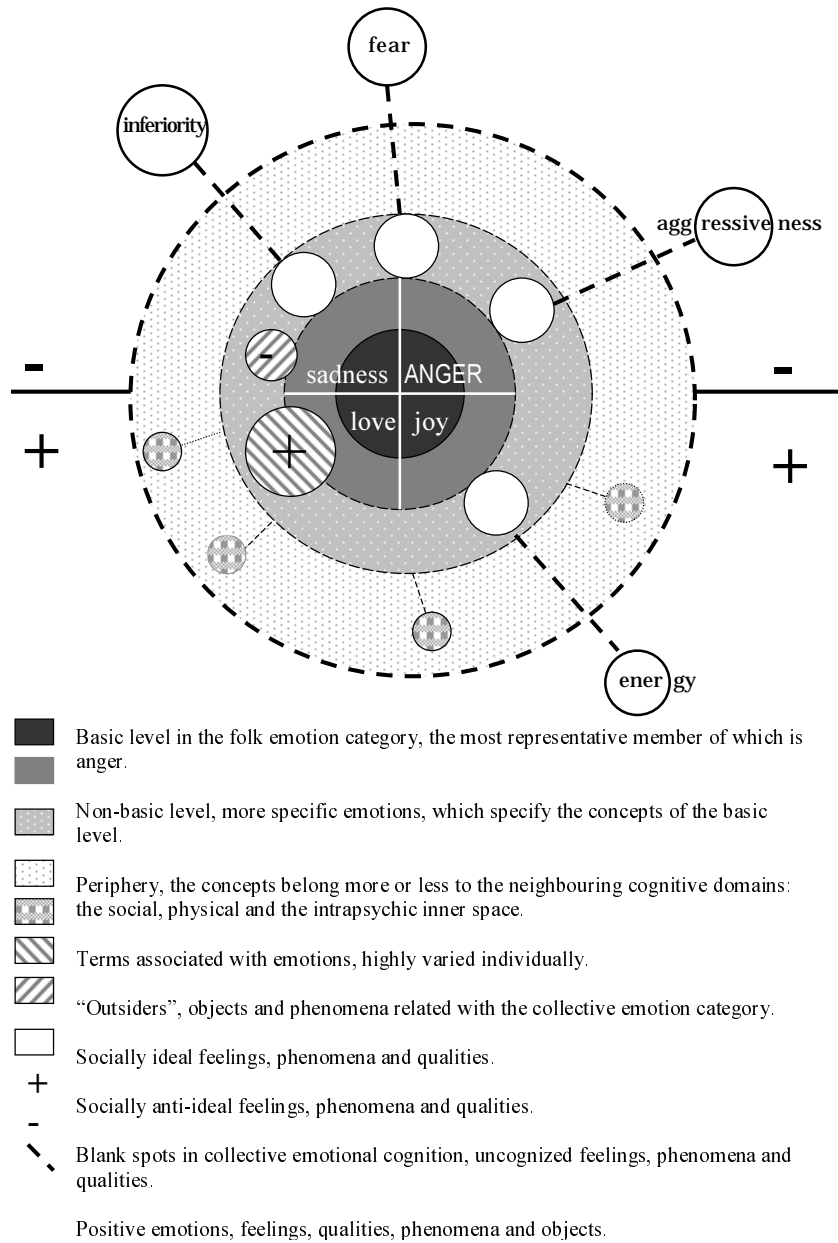 fear
inferiority
aggressiveness
-
-
sadness ANGER
love joy
+
+
+
-
energy
Basic level in the folk emotion category, the most representative member of which is
anger.
Non-basic level, more specific emotions, which specify the concepts of the basic
level.
Periphery, the concepts belong more or less to the neighbouring cognitive domains:
the social, physical and the intrapsychic inner space.
Terms associated with emotions, highly varied individually.
“Outsiders”, objects and phenomena related with the collective emotion category.
Socially ideal feelings, phenomena and qualities.
+
Socially anti-ideal feelings, phenomena and qualities.
-
Blank spots in collective emotional cognition, uncognized feelings, phenomena and
qualities.
Positive emotions, feelings, qualities, phenomena and objects.